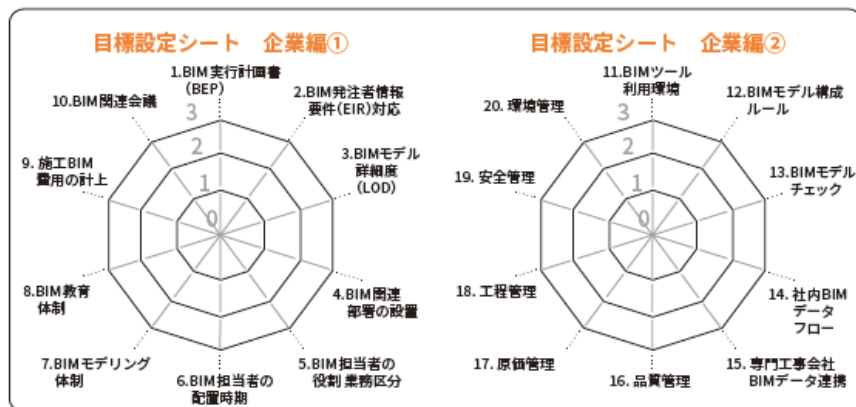 目標設定シート 企業編①
1.BIM実行計画書
(BEP)
2.BIM発注者情報
要件(EIR)対応
3.BIMモデル
詳細度
(LOD)
4.BIM関連
部署の設置
5.BIM担当者の
役割 業務区分
6.BIM担当者の
配置時期
7.BIMモデリング
体制
8.BIM教育
体制
9. 施工BIM
費用の計上
10.BIM関連会議
3
2
1
0
目標設定シート 企業編②
11.BIMツール
利用環境
12.BIMモデル構成
ルール
13.BIMモデル
チェック
14. 社内BIM
データ
フロー
15. 専門工事会社
BIMデータ連携
16. 品質管理
17. 原価管理
18. 工程管理
19. 安全管理
20. 環境管理
3
2
1
0